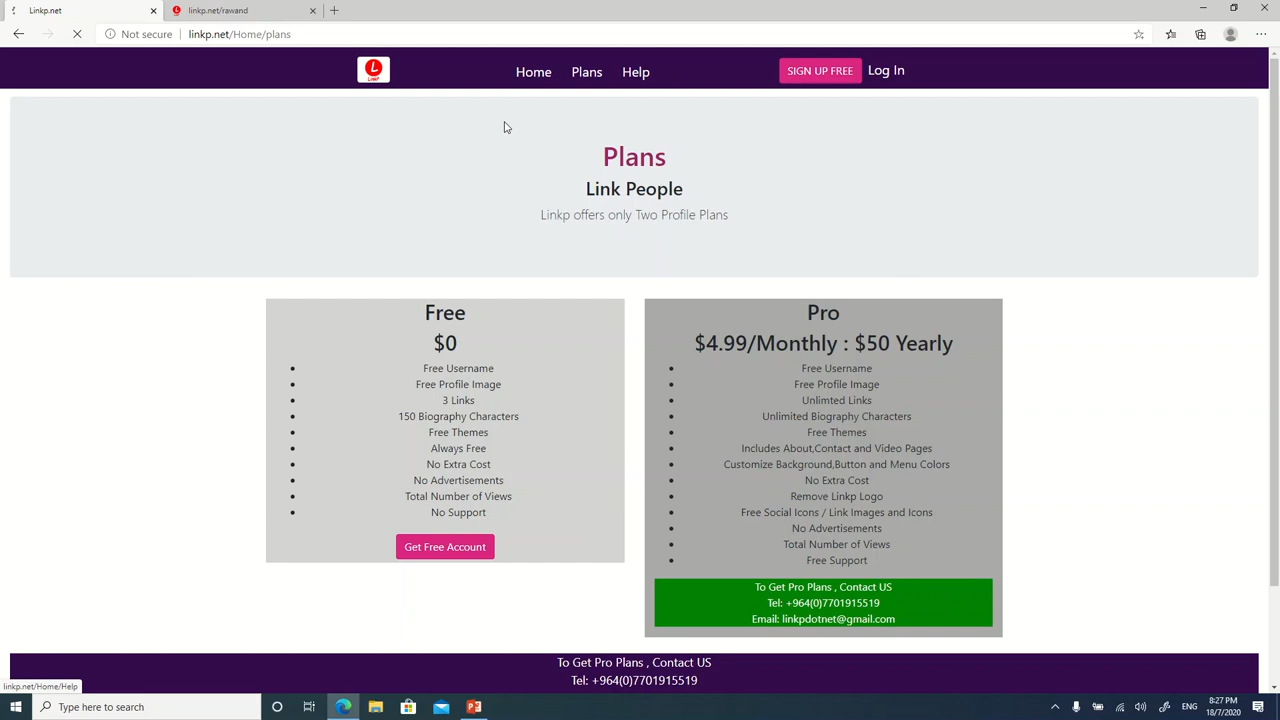 Linkp.net
linkp.net/rawand
Not secure
linkp.net/Home/plans
L
Linkp
Home
Plans
Help
SIGN UP FREE
Log In
Plans
Link People
Linkp offers only Two Profile Plans
Free
$0
Free Username
Free Profile Image
3 Links
150 Biography Characters
Free Themes
Always Free
No Extra Cost
No Advertisements
Total Number of Views
No Support
Get Free Account
Pro
$4.99/Monthly : $50 Yearly
Free Username
Free Profile Image
Unlimted Links
Unlimited Biography Characters
Free Themes
Includes About,Contact and Video Pages
Customize Background,Button and Menu Colors
No Extra Cost
Remove Linkp Logo
Free Social Icons / Link Images and Icons
No Advertisements
Total Number of Views
Free Support
To Get Pro Plans , Contact US
Tel: +964(0)7701915519
Email: linkpdotnet@gmail.com
To Get Pro Plans , Contact US
Tel: +964(0)7701915519
linkp.net/Home/Help
Type here to search
ENG
8:27 PM
18/7/2020